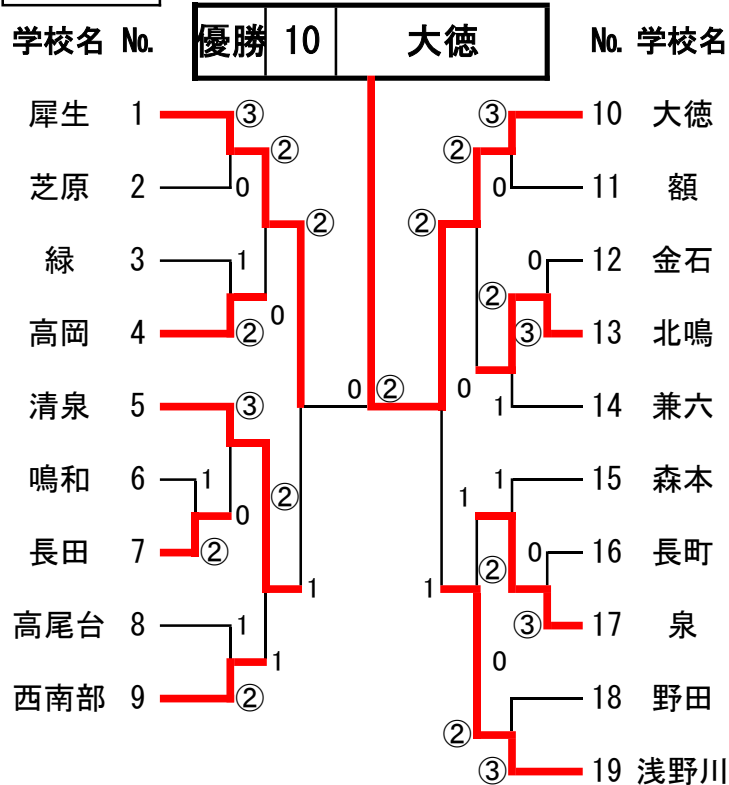 優勝 10 大徳
学校名 No. No. 学校名
犀生 1 ③ ③ 10 大徳
② ②
芝原 2 0 0 11 額
② ②
緑 3 1 0 12 金石
②
高岡 4 ② 0 ③ 13 北鳴
0 ② 0
清泉 5 ③ 1 14 兼六
鳴和 6 1 1 15 森本
② 1
0
長田 7 ② 0 16 長町
②
1 1
高尾台 8 1 ③ 17 泉
1 0
西南部 9 ② 18 野田
②
③ 19 浅野川